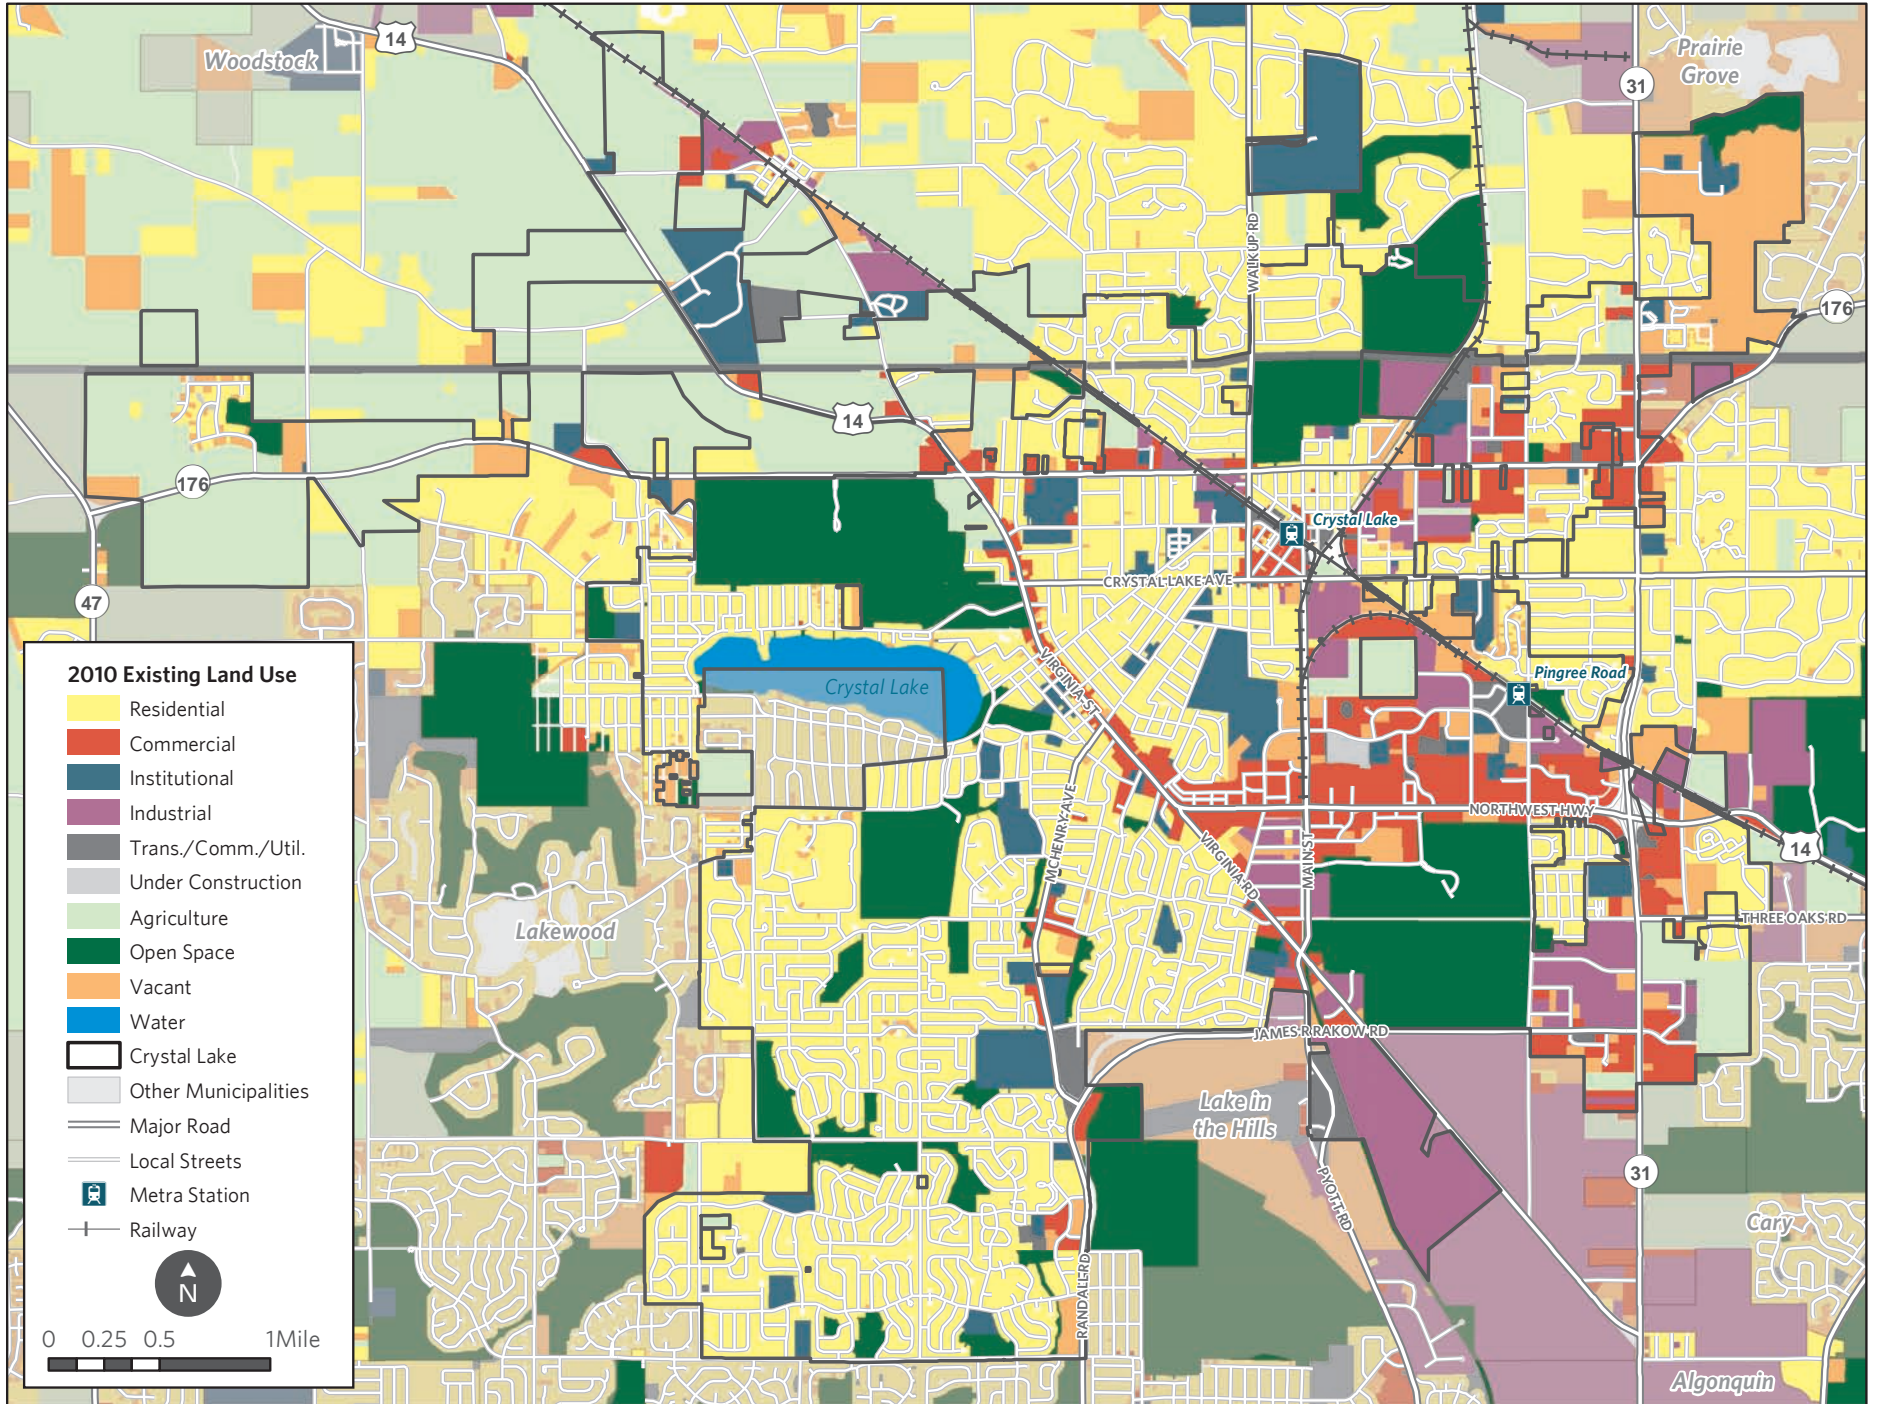 14
Woodstock
Prairie
Grove
31
WALKUP RD
176
14
176
Crystal Lake
CRYSTAL LAKE AVE
47
VIRGINIA ST
Pingree Road
Crystal Lake
MCHENRY AVE
NORTHWEST HWY
VIRGINIA RD
MAIN ST
14
THREE OAKS RD
Lakewood
JAMES R RAKOW RD
Lake in
the Hills
31
PYOTT RD
Cary
RANDALL RD
Algonquin
2010 Existing Land Use
Residential
Commercial
Institutional
Industrial
Trans./Comm./Util.
Under Construction
Agriculture
Open Space
Vacant
Water
Crystal Lake
Other Municipalities
Major Road
Local Streets
Metra Station
Railway
N
0 0.25 0.5 1Mile